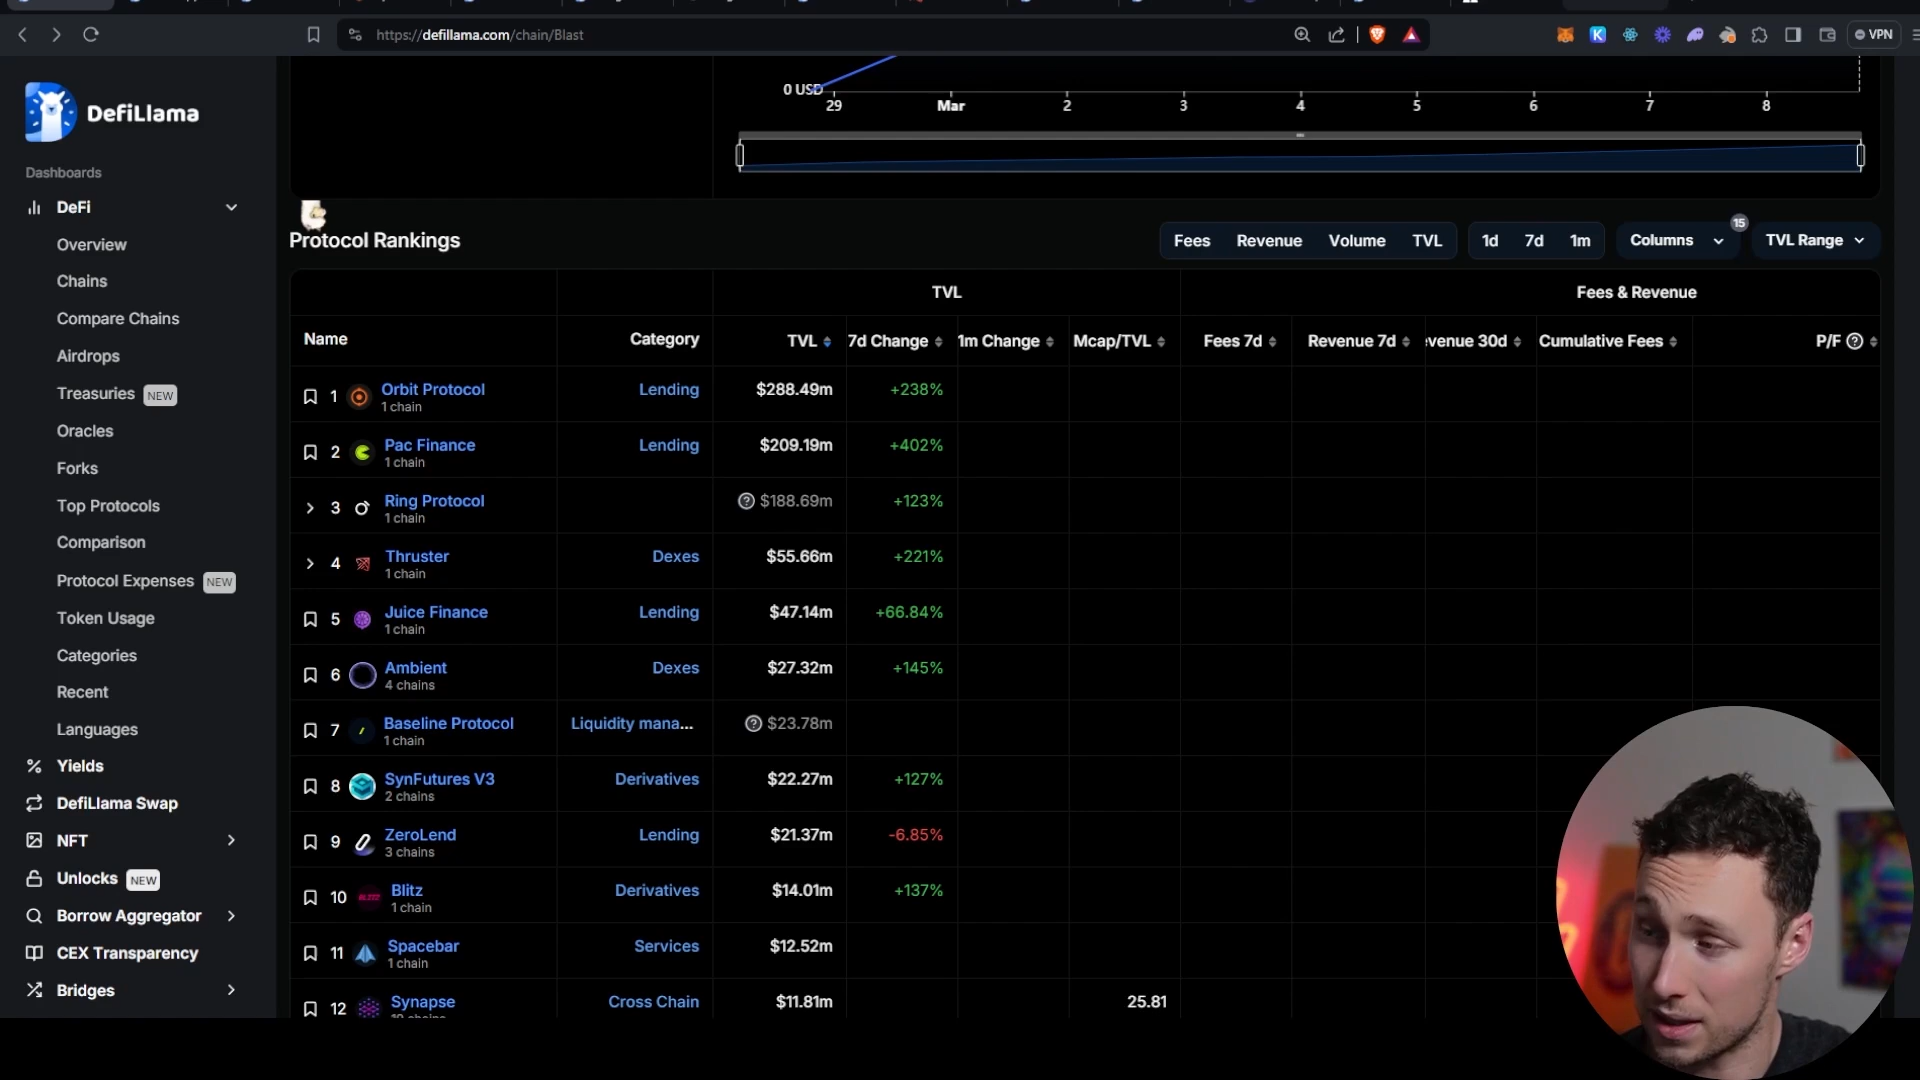 https://defillama.com/chain/Blast
VPN
DefiLlama
Dashboards
DeFi
Overview
Chains
Compare Chains
Airdrops
Treasuries NEW
Oracles
Forks
Top Protocols
Comparison
Protocol Expenses NEW
Token Usage
Categories
Recent
Languages
Yields
DefiLlama Swap
NFT
Unlocks NEW
Borrow Aggregator
CEX Transparency
Bridges
0 USD
29 Mar 2 3 4 5 6 7 8
Protocol Rankings
Fees Revenue Volume TVL 1d 7d 1m Columns 15 TVL Range
TVL Fees & Revenue
Name Category TVL 7d Change 1m Change Mcap/TVL Fees 7d Revenue 7d evenue 30d Cumulative Fees P/F ?
1 Orbit Protocol Lending $288.49m +238%
1 chain
2 Pac Finance Lending $209.19m +402%
1 chain
3 Ring Protocol ? $188.69m +123%
1 chain
4 Thruster Dexes $55.66m +221%
1 chain
5 Juice Finance Lending $47.14m +66.84%
1 chain
6 Ambient Dexes $27.32m +145%
4 chains
7 Baseline Protocol Liquidity mana... ? $23.78m
1 chain
8 SynFutures V3 Derivatives $22.27m +127%
2 chains
9 ZeroLend Lending $21.37m -6.85%
3 chains
10 Blitz Derivatives $14.01m +137%
1 chain
11 Spacebar Services $12.52m
1 chain
12 Synapse Cross Chain $11.81m 25.81